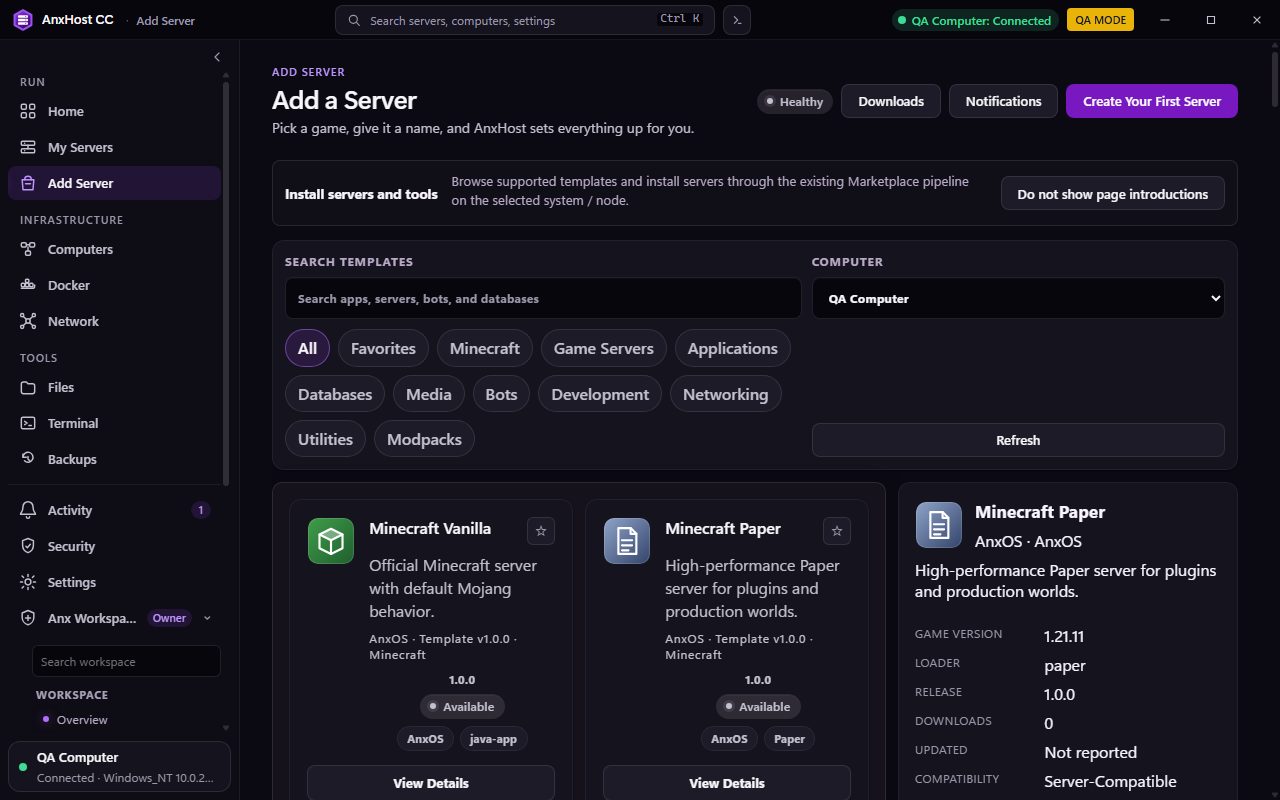 AnxHost CC · Add Server
Search servers, computers, settings
Ctrl K
QA Computer: Connected
QA MODE
RUN
Home
My Servers
Add Server
INFRASTRUCTURE
Computers
Docker
Network
TOOLS
Files
Terminal
Backups
Activity 1
Security
Settings
Anx Workspa... Owner
Search workspace
WORKSPACE
Overview
QA Computer
Connected · Windows_NT 10.0.2...
ADD SERVER
Add a Server
Pick a game, give it a name, and AnxHost sets everything up for you.
Healthy
Downloads
Notifications
Create Your First Server
Install servers and tools
Browse supported templates and install servers through the existing Marketplace pipeline
on the selected system / node.
Do not show page introductions
SEARCH TEMPLATES
Search apps, servers, bots, and databases
COMPUTER
QA Computer
All Favorites Minecraft Game Servers Applications
Databases Media Bots Development Networking
Utilities Modpacks
Refresh
Minecraft Vanilla
Official Minecraft server
with default Mojang
behavior.
AnxOS · Template v1.0.0 ·
Minecraft
1.0.0
Available
AnxOS java-app
View Details
Minecraft Paper
High-performance Paper
server for plugins and
production worlds.
AnxOS · Template v1.0.0 ·
Minecraft
1.0.0
Available
AnxOS Paper
View Details
Minecraft Paper
AnxOS · AnxOS
High-performance Paper server for plugins
and production worlds.
GAME VERSION 1.21.11
LOADER paper
RELEASE 1.0.0
DOWNLOADS 0
UPDATED Not reported
COMPATIBILITY Server-Compatible